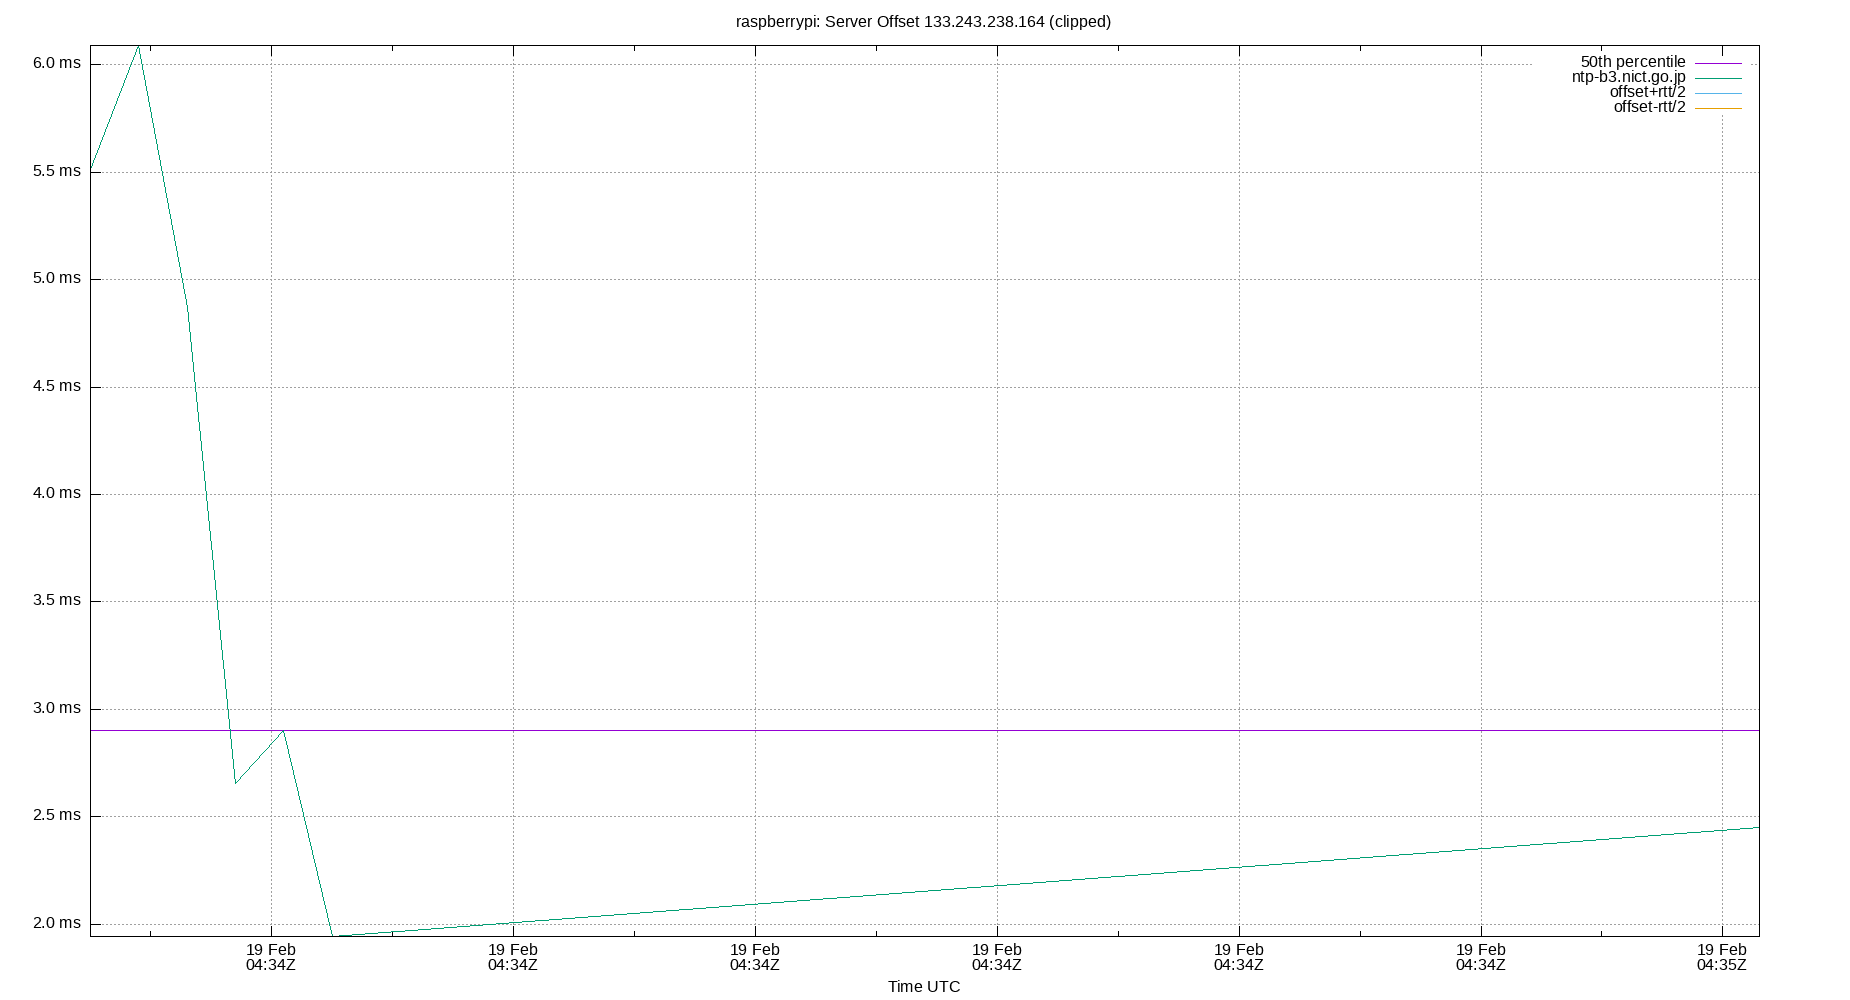 raspberrypi: Server Offset 133.243.238.164 (clipped)
6.0 ms
5.5 ms
5.0 ms
4.5 ms
4.0 ms
3.5 ms
3.0 ms
2.5 ms
2.0 ms
50th percentile
ntp-b3.nict.go.jp
offset+rtt/2
offset-rtt/2
19 Feb
04:34Z
19 Feb
04:34Z
19 Feb
04:34Z
19 Feb
04:34Z
19 Feb
04:34Z
19 Feb
04:34Z
19 Feb
04:35Z
Time UTC